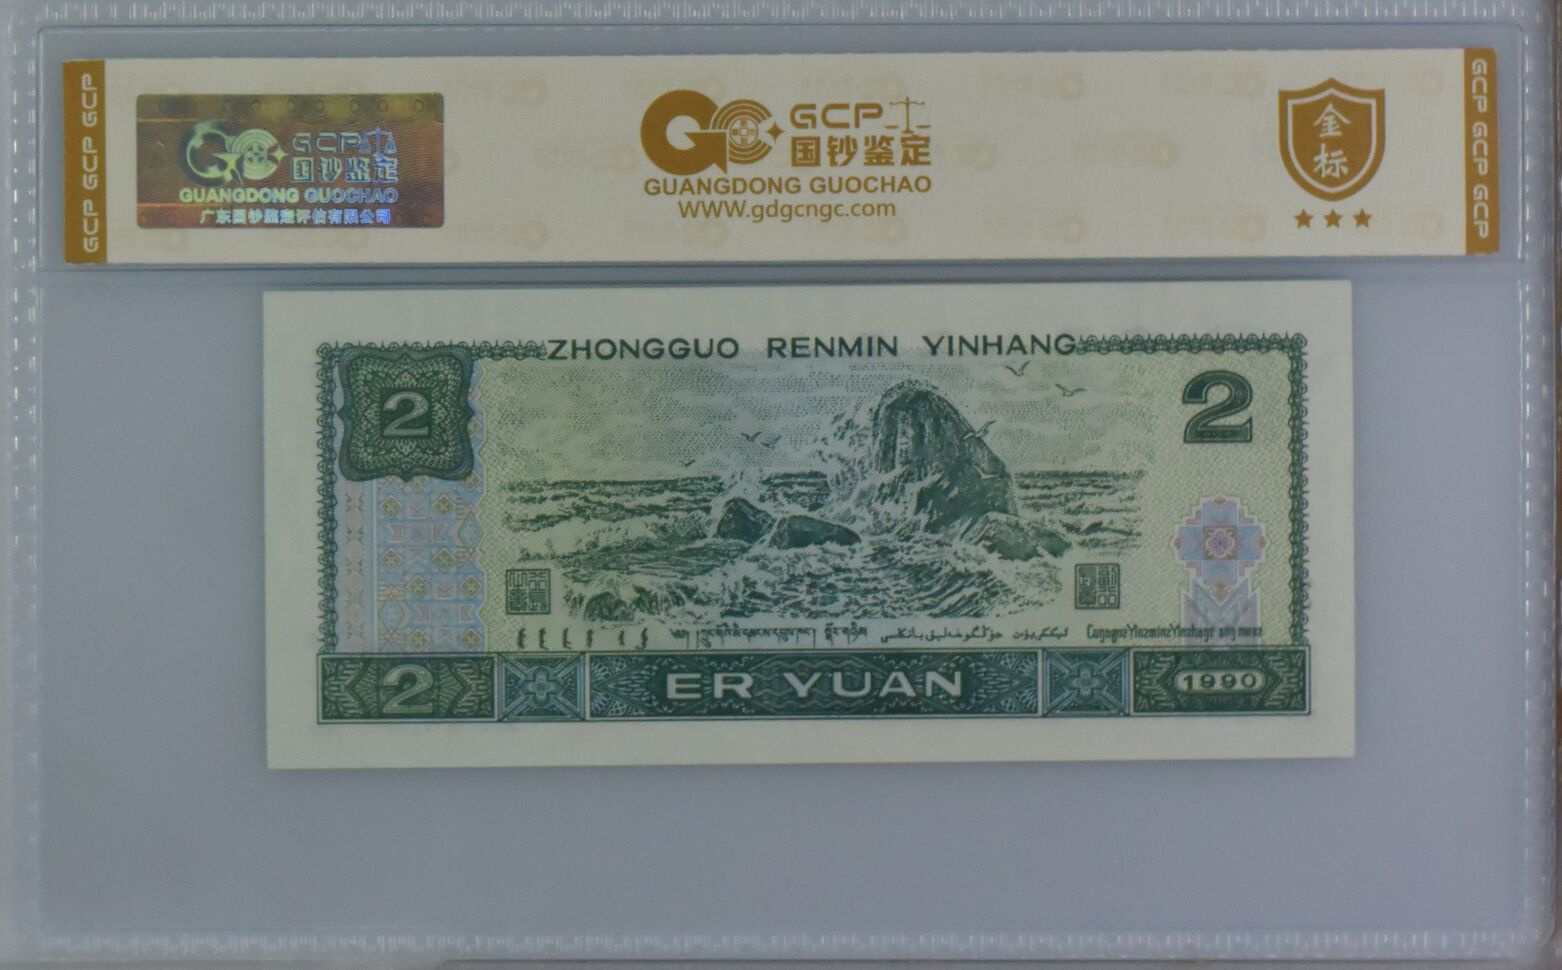 GCP GCP GCP
GCP
国钞鉴定
GUANGDONG GUOCHAO
广东国钞鉴定评估有限公司
GCP
国钞鉴定
GUANGDONG GUOCHAO
WWW.gdgcngc.com
金标
GCP GCP GCP
ZHONGGUO RENMIN YINHANG
2
2
2
ER YUAN
1990